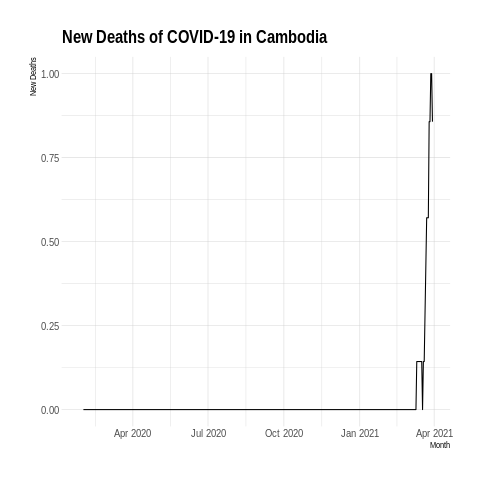 New Deaths of COVID-19 in Cambodia
New Deaths
1.00
0.75
0.50
0.25
0.00
Apr 2020 Jul 2020 Oct 2020 Jan 2021 Apr 2021
Month